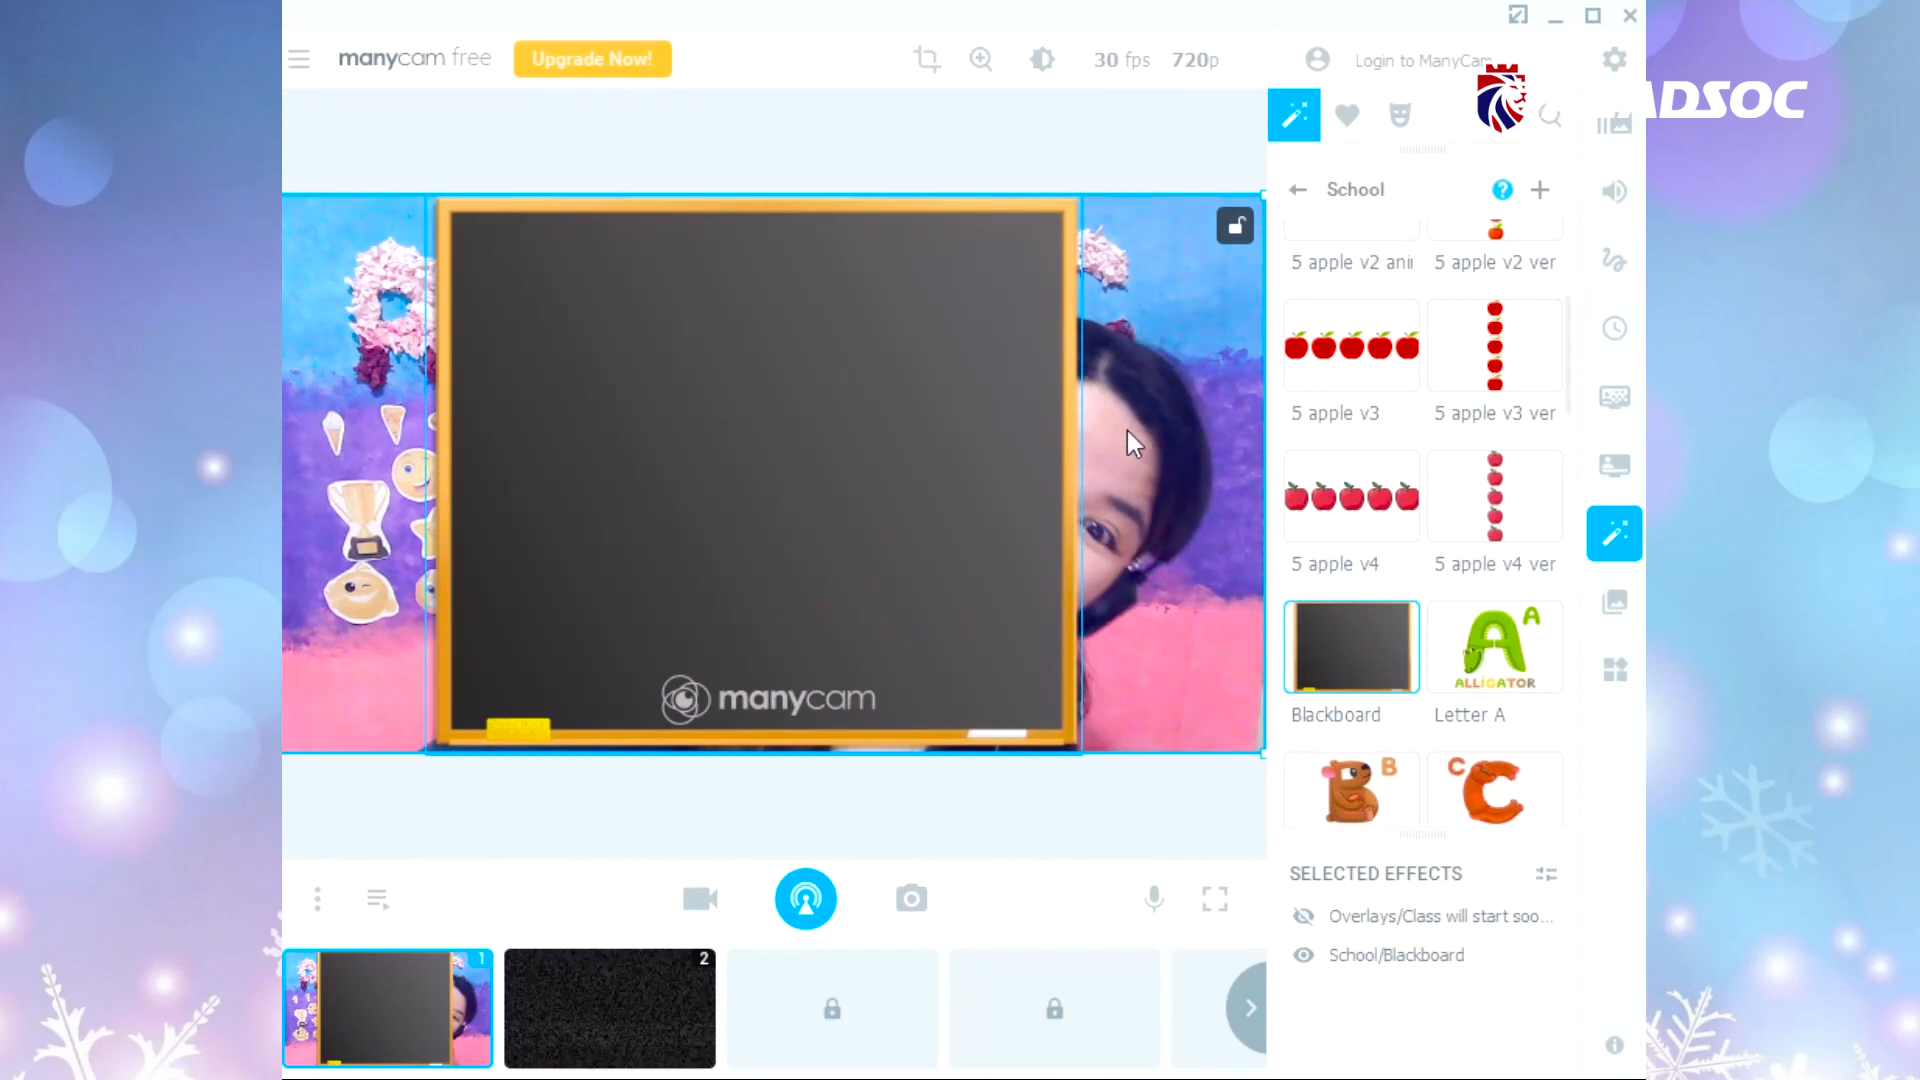 manycam free
Upgrade Now!
30 fps
720p
Login to ManyCam
ADSOC
School
5 apple v2 ani
5 apple v2 ver
5 apple v3
5 apple v3 ver
5 apple v4
5 apple v4 ver
A
ALLIGATOR
Blackboard
Letter A
B
C
manycam
SELECTED EFFECTS
Overlays/Class will start soo...
School/Blackboard
1
2